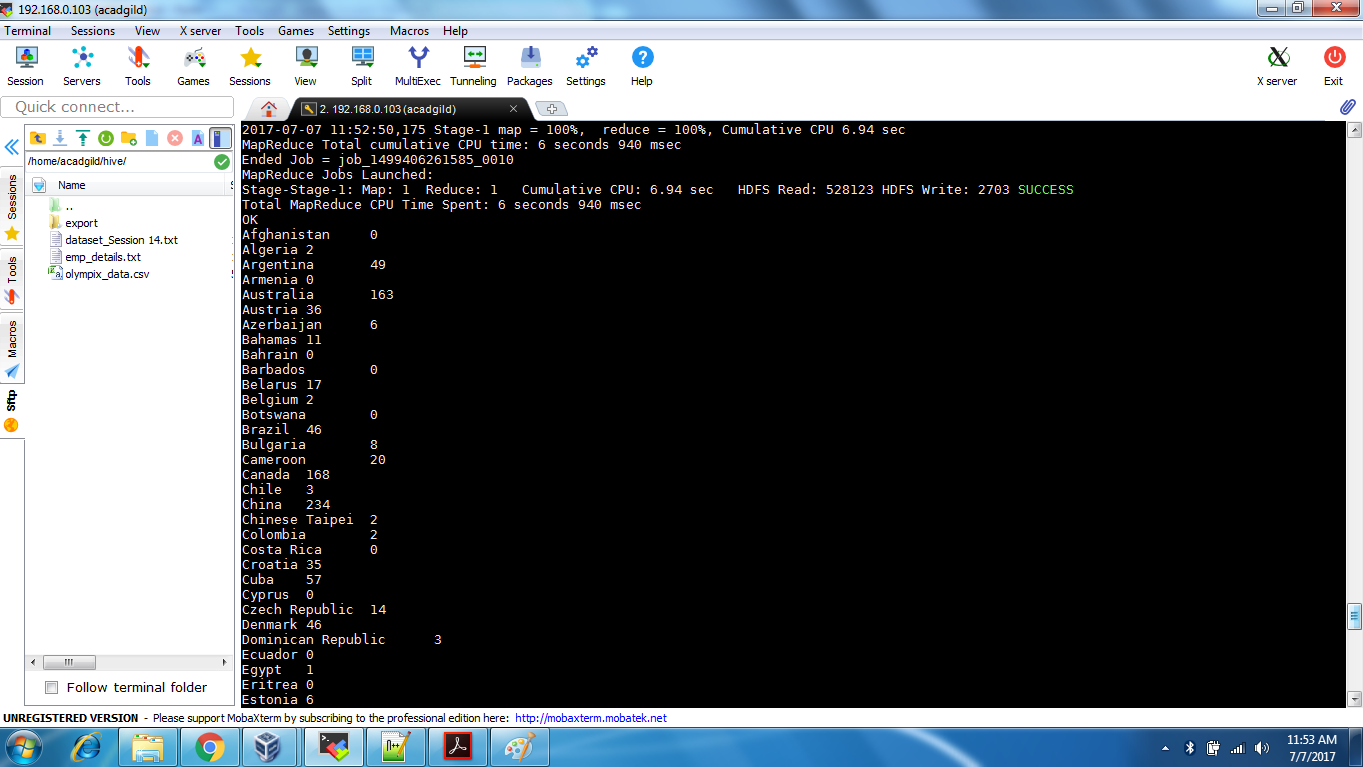 192.168.0.103 (acadgild)
Terminal Sessions View X server Tools Games Settings Macros Help
Session Servers Tools Games Sessions View Split MultiExec Tunneling Packages Settings Help X server Exit
Quick connect...
2. 192.168.0.103 (acadgild)
/home/acadgild/hive/
Name
..
export
dataset_Session 14.txt
emp_details.txt
olympix_data.csv
Sessions
Tools
Macros
Sftp
Follow terminal folder
2017-07-07 11:52:50,175 Stage-1 map = 100%,  reduce = 100%, Cumulative CPU 6.94 sec
MapReduce Total cumulative CPU time: 6 seconds 940 msec
Ended Job = job_1499406261585_0010
MapReduce Jobs Launched:
Stage-Stage-1: Map: 1  Reduce: 1   Cumulative CPU: 6.94 sec   HDFS Read: 528123 HDFS Write: 2703 SUCCESS
Total MapReduce CPU Time Spent: 6 seconds 940 msec
OK
Afghanistan 0
Algeria 2
Argentina 49
Armenia 0
Australia 163
Austria 36
Azerbaijan 6
Bahamas 11
Bahrain 0
Barbados 0
Belarus 17
Belgium 2
Botswana 0
Brazil 46
Bulgaria 8
Cameroon 20
Canada 168
Chile 3
China 234
Chinese Taipei 2
Colombia 2
Costa Rica 0
Croatia 35
Cuba 57
Cyprus 0
Czech Republic 14
Denmark 46
Dominican Republic 3
Ecuador 0
Egypt 1
Eritrea 0
Estonia 6
UNREGISTERED VERSION - Please support MobaXterm by subscribing to the professional edition here: http://mobaxterm.mobatek.net
11:53 AM
7/7/2017